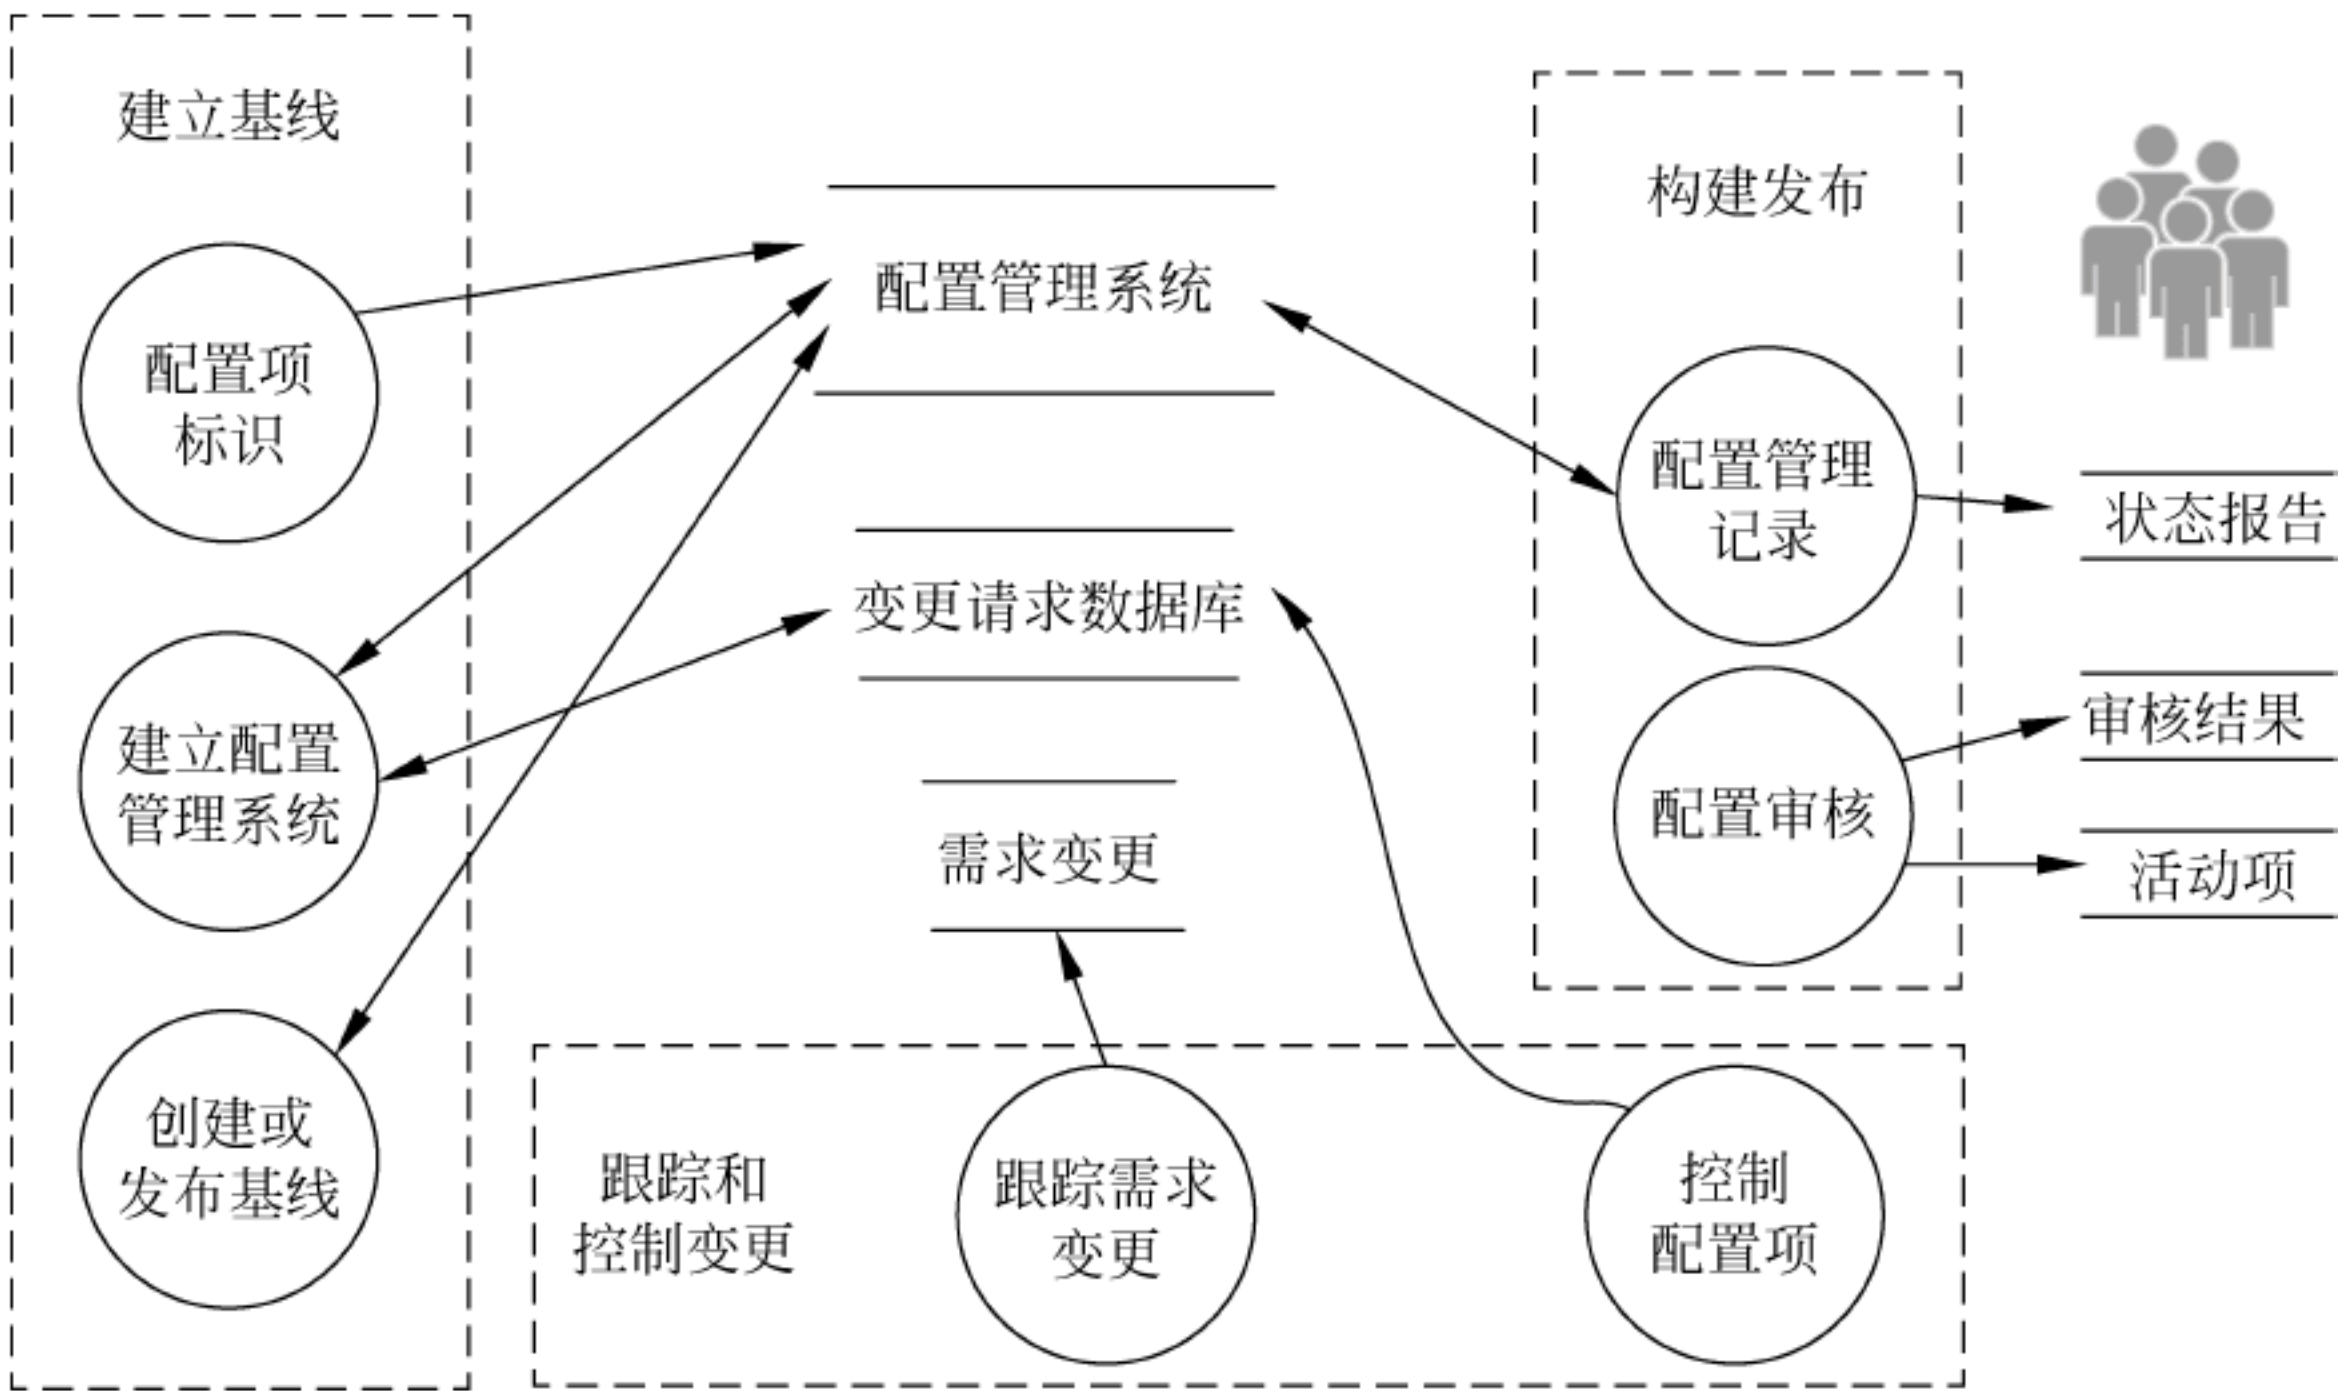 建立基线
配置项
标识
建立配置
管理系统
创建或
发布基线
配置管理系统
变更请求数据库
需求变更
跟踪和
控制变更
跟踪需求
变更
控制
配置项
构建发布
配置管理
记录
配置审核
状态报告
审核结果
活动项